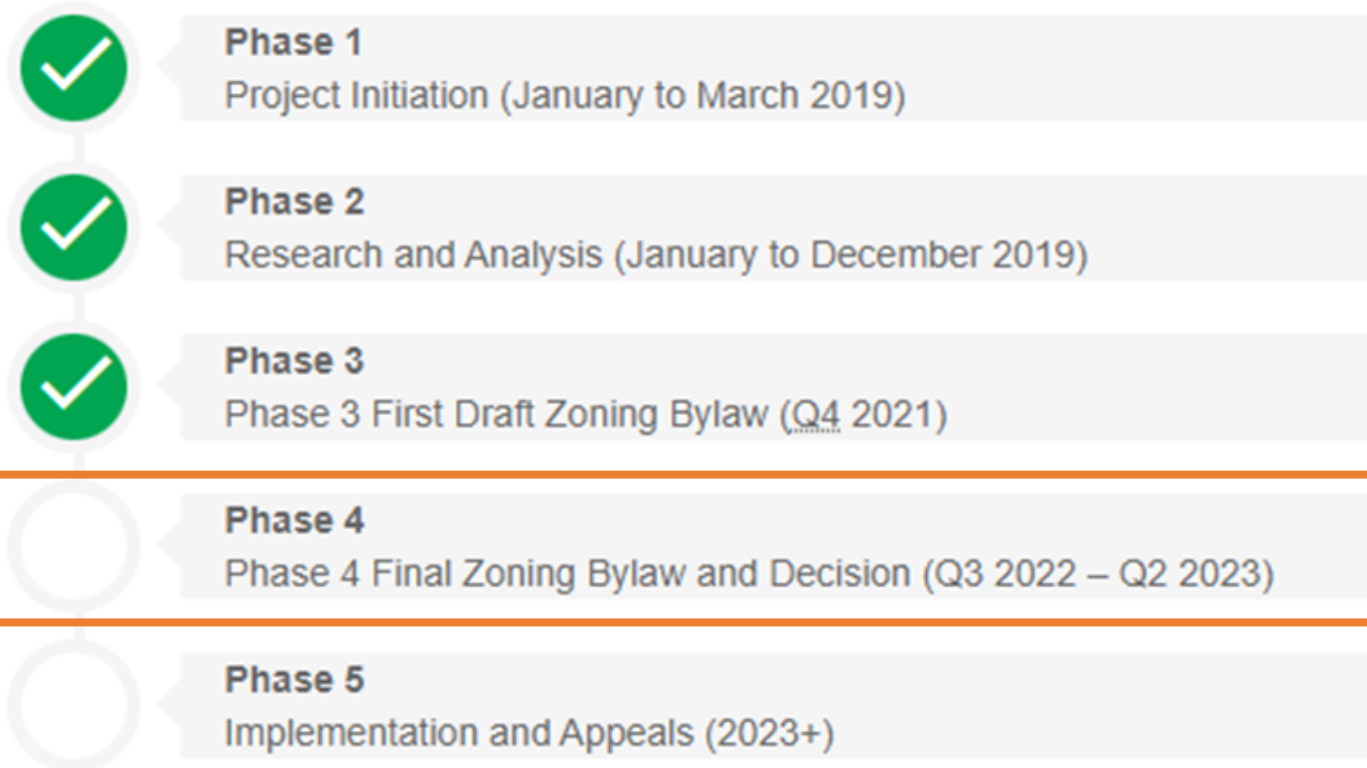 Phase 1
Project Initiation (January to March 2019)
Phase 2
Research and Analysis (January to December 2019)
Phase 3
Phase 3 First Draft Zoning Bylaw (Q4 2021)
Phase 4
Phase 4 Final Zoning Bylaw and Decision (Q3 2022 – Q2 2023)
Phase 5
Implementation and Appeals (2023+)